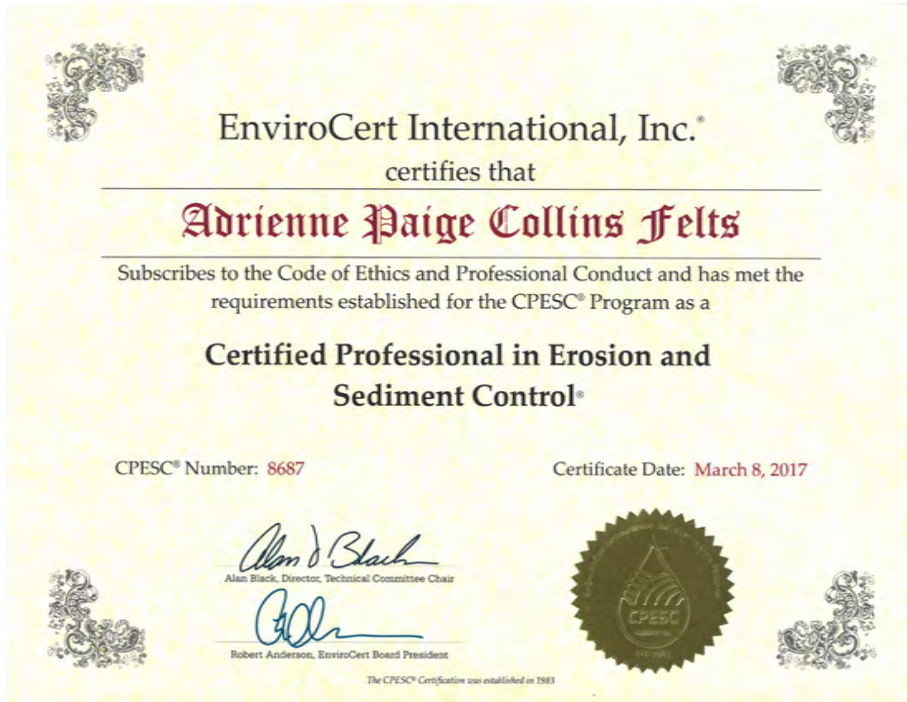 EnviroCert International, Inc.®
certifies that
Adrienne Paige Collins Felts
Subscribes to the Code of Ethics and Professional Conduct and has met the
requirements established for the CPESC® Program as a
Certified Professional in Erosion and
Sediment Control®
CPESC® Number: 8687
Certificate Date: March 8, 2017
Alan D Black
Alan Black, Director, Technical Committee Chair
Robert Anderson, EnviroCert Board President
CPESC
The CPESC® Certification was established in 1983